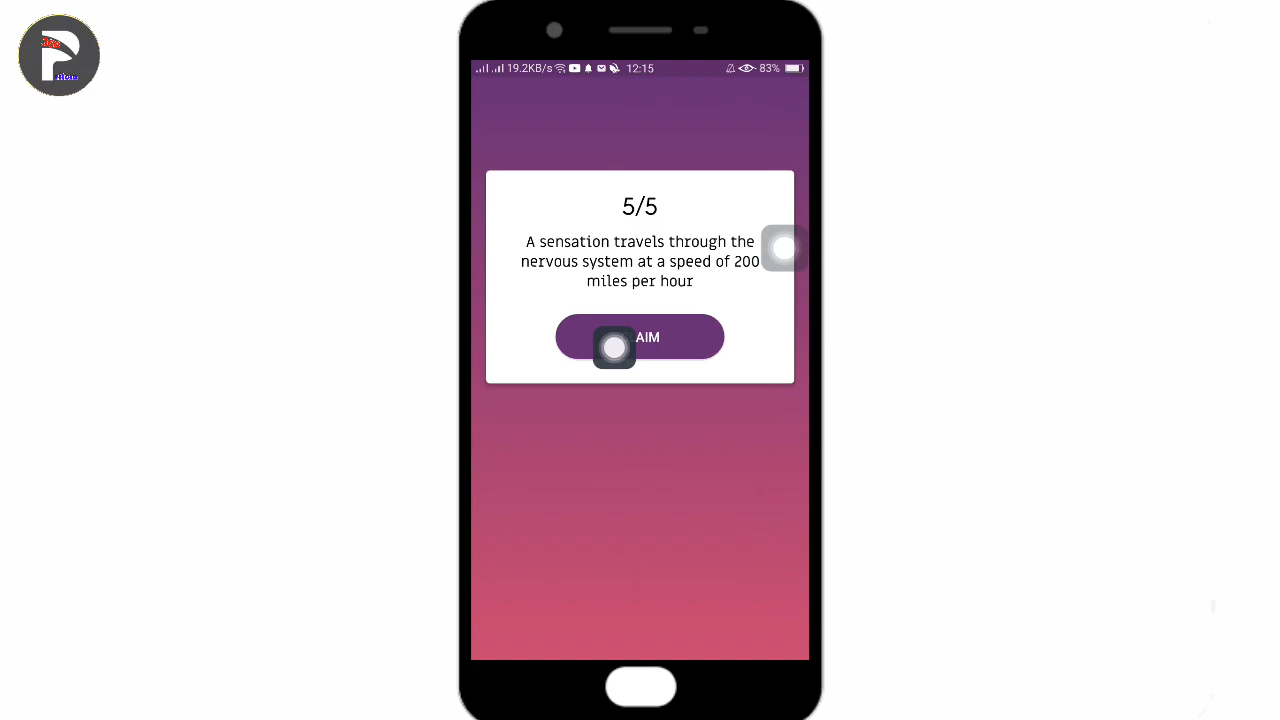 19.2KB/s 12:15 83%
5/5
A sensation travels through the
nervous system at a speed of 200
miles per hour
AIM